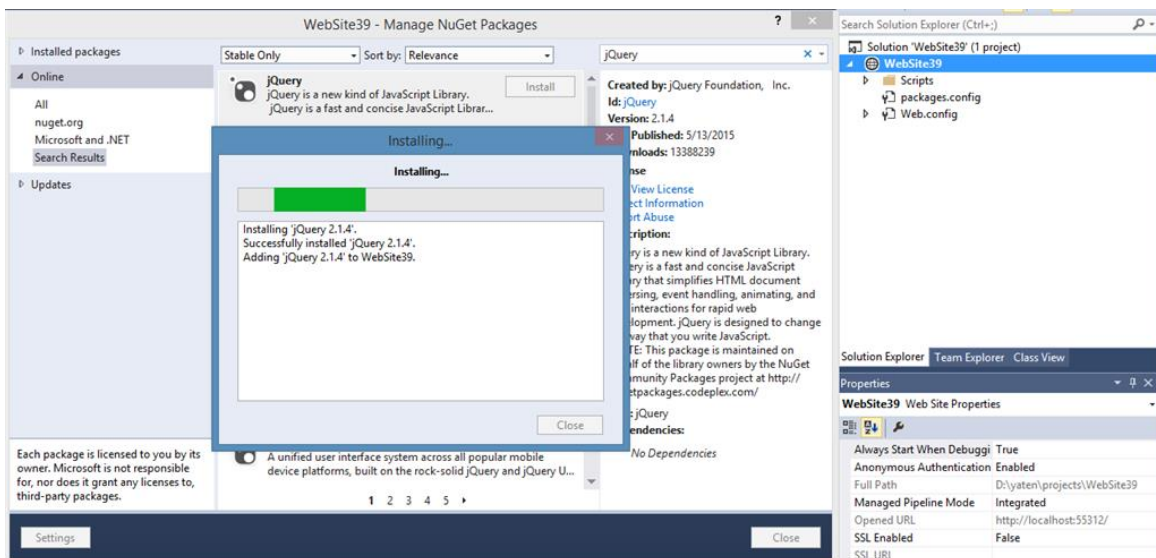 WebSite39 - Manage NuGet Packages
?
Installed packages
Online
All
nuget.org
Microsoft and .NET
Search Results
Updates
Each package is licensed to you by its
owner. Microsoft is not responsible
for, nor does it grant any licenses to,
third-party packages.
Settings
Stable Only
Sort by: Relevance
jQuery
jQuery is a new kind of JavaScript Library.
jQuery is a fast and concise JavaScript Librar...
Install
Installing...
Installing...
Installing 'jQuery 2.1.4'.
Successfully installed 'jQuery 2.1.4'.
Adding 'jQuery 2.1.4' to WebSite39.
Close
A unified user interface system across all popular mobile
device platforms, built on the rock-solid jQuery and jQuery U...
1 2 3 4 5
jQuery
Created by: jQuery Foundation, Inc.
Id: jQuery
Version: 2.1.4
Published: 5/13/2015
nloads: 13388239
nse
View License
ect Information
rt Abuse
cription:
ry is a new kind of JavaScript Library.
ery is a fast and concise JavaScript
ry that simplifies HTML document
ersing, event handling, animating, and
interactions for rapid web
lopment. jQuery is designed to change
way that you write JavaScript.
TE: This package is maintained on
lf of the library owners by the NuGet
munity Packages project at http://
etpackages.codeplex.com/
: jQuery
endencies:
No Dependencies
Close
Search Solution Explorer (Ctrl+;)
Solution 'WebSite39' (1 project)
WebSite39
Scripts
packages.config
Web.config
Solution Explorer Team Explorer Class View
Properties
WebSite39 Web Site Properties
Always Start When Debuggi True
Anonymous Authentication Enabled
Full Path D:\yaten\projects\WebSite39
Managed Pipeline Mode Integrated
Opened URL http://localhost:55312/
SSL Enabled False
SSL URL